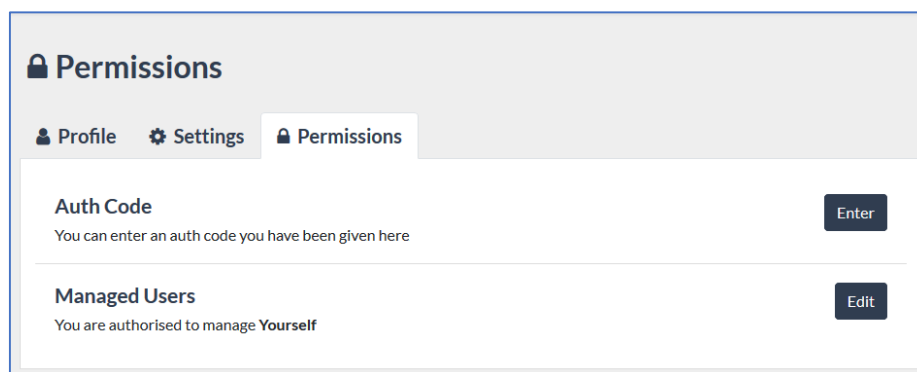 Permissions
Profile Settings Permissions
Auth Code
Enter
You can enter an auth code you have been given here
Managed Users
Edit
You are authorised to manage Yourself